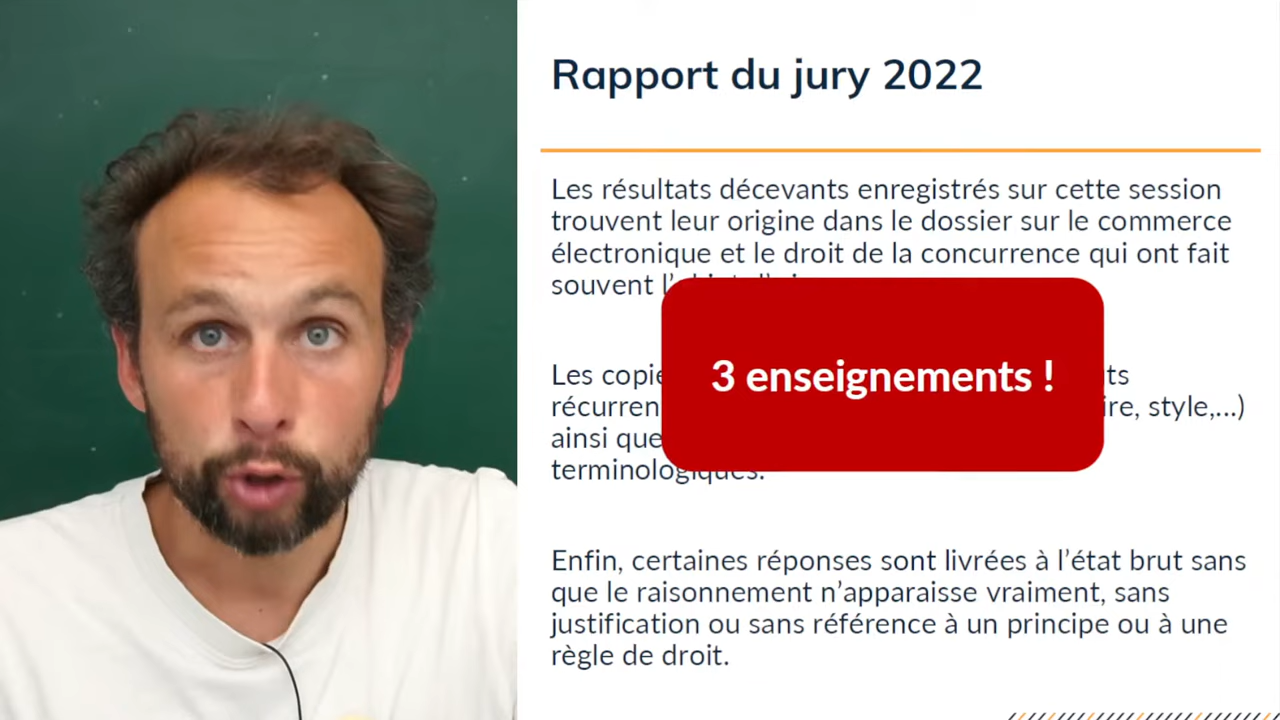 Rapport du jury 2022
Les résultats décevants enregistrés sur cette session
trouvent leur origine dans le dossier sur le commerce
électronique et le droit de la concurrence qui ont fait
souvent
3 enseignements !
Les
récurren ire, style,...)
ainsi que
terminologiques.
Enfin, certaines réponses sont livrées à l’état brut sans
que le raisonnement n’apparaisse vraiment, sans
justification ou sans référence à un principe ou à une
règle de droit.